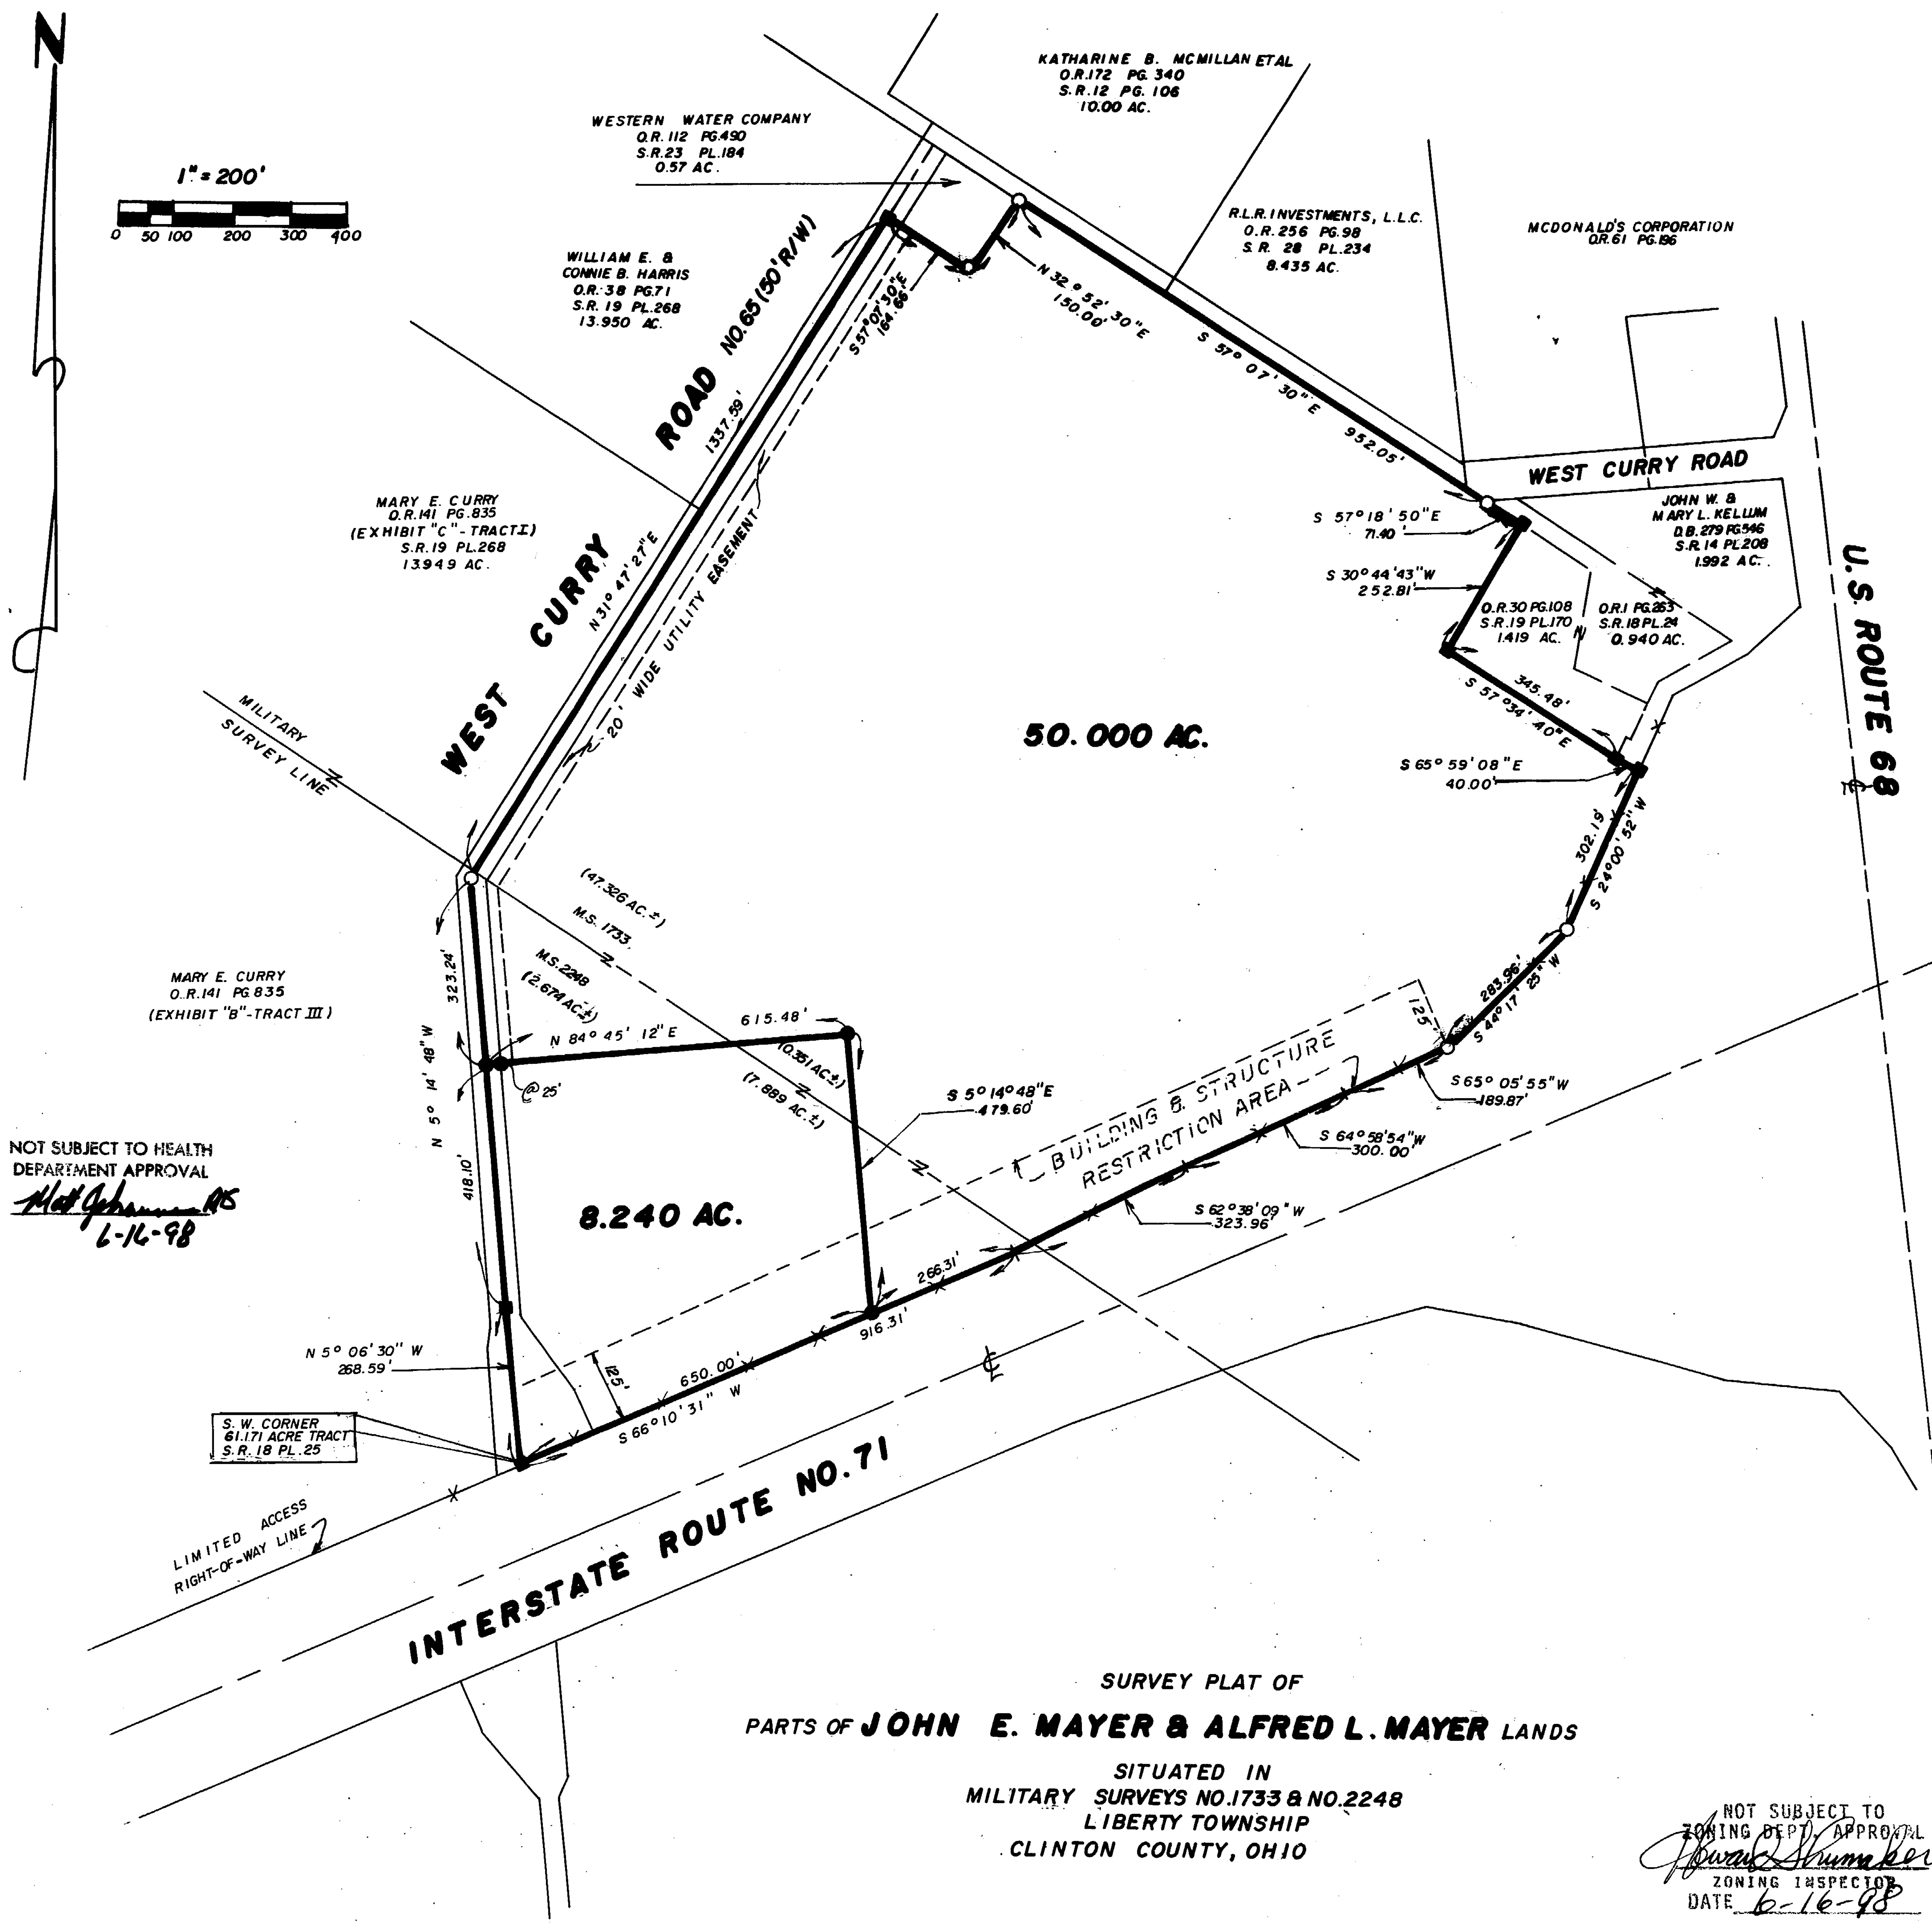 N
1" = 200'
0 50 100 200 300 400
KATHARINE B. MCMILLAN ETAL
O.R.172 PG. 340
S.R.12 PG. 106
10.00 AC.
WESTERN WATER COMPANY
O.R. 112 PG.490
S.R.23 PL.184
0.57 AC.
WILLIAM E. &
CONNIE B. HARRIS
O.R. 38 PG.71
S.R. 19 PL.268
13.950 AC.
R.L.R. INVESTMENTS, L.L.C.
O.R. 256 PG.98
S.R. 28 PL.234
8.435 AC.
MCDONALD'S CORPORATION
O.R. 61 PG.196
WEST CURRY ROAD NO.65 (50' R/W)
1337.59'
N 31° 47' 27" E
20' WIDE UTILITY EASEMENT
S 57° 07' 30" E
164.66'
N 32° 52' 30" E
150.00'
S 57° 07' 30" E
952.05'
WEST CURRY ROAD
JOHN W. &
MARY L. KELLUM
D.B. 279 PG.546
S.R. 14 PL.208
1.992 AC.
S 57° 18' 50" E
71.40'
S 30° 44' 43" W
252.81'
O.R.30 PG.108
S.R.19 PL.170
1.419 AC.
O.R.1 PG.263
S.R.18 PL.24
0.940 AC.
U.S. ROUTE 68
MARY E. CURRY
O.R.141 PG.835
(EXHIBIT "C" - TRACT I)
S.R.19 PL.268
13.949 AC.
345.48'
S 57° 34' 40" E
MILITARY
SURVEY LINE
50.000 AC.
S 65° 59' 08" E
40.00'
302.19'
S 24° 00' 52" W
(47.326 AC.±)
M.S. 1733
M.S. 2248
(2.674 AC.±)
283.96'
S 44° 17' 25" W
MARY E. CURRY
O.R.141 PG.835
(EXHIBIT "B"-TRACT III)
323.24'
N 5° 14' 48" W
418.10'
N 84° 45' 12" E
615.48'
@ 25'
(0.351 AC.±)
(7.889 AC.±)
S 5° 14' 48" E
479.60'
125'
BUILDING & STRUCTURE
RESTRICTION AREA
S 65° 05' 55" W
189.87'
S 64° 58' 54" W
300.00'
S 62° 38' 09" W
323.96'
NOT SUBJECT TO HEALTH
DEPARTMENT APPROVAL
6-16-98
8.240 AC.
266.31'
916.31'
N 5° 06' 30" W
268.59'
125'
650.00'
S 66° 10' 31" W
S.W. CORNER
61.171 ACRE TRACT
S.R. 18 PL. 25
LIMITED ACCESS
RIGHT-OF-WAY LINE
INTERSTATE ROUTE NO. 71
SURVEY PLAT OF
PARTS OF JOHN E. MAYER & ALFRED L. MAYER LANDS
SITUATED IN
MILITARY SURVEYS NO.1733 & NO.2248
LIBERTY TOWNSHIP
CLINTON COUNTY, OHIO
NOT SUBJECT TO
ZONING DEPT. APPROVAL
Howard Shumaker
ZONING INSPECTOR
DATE 6-16-98